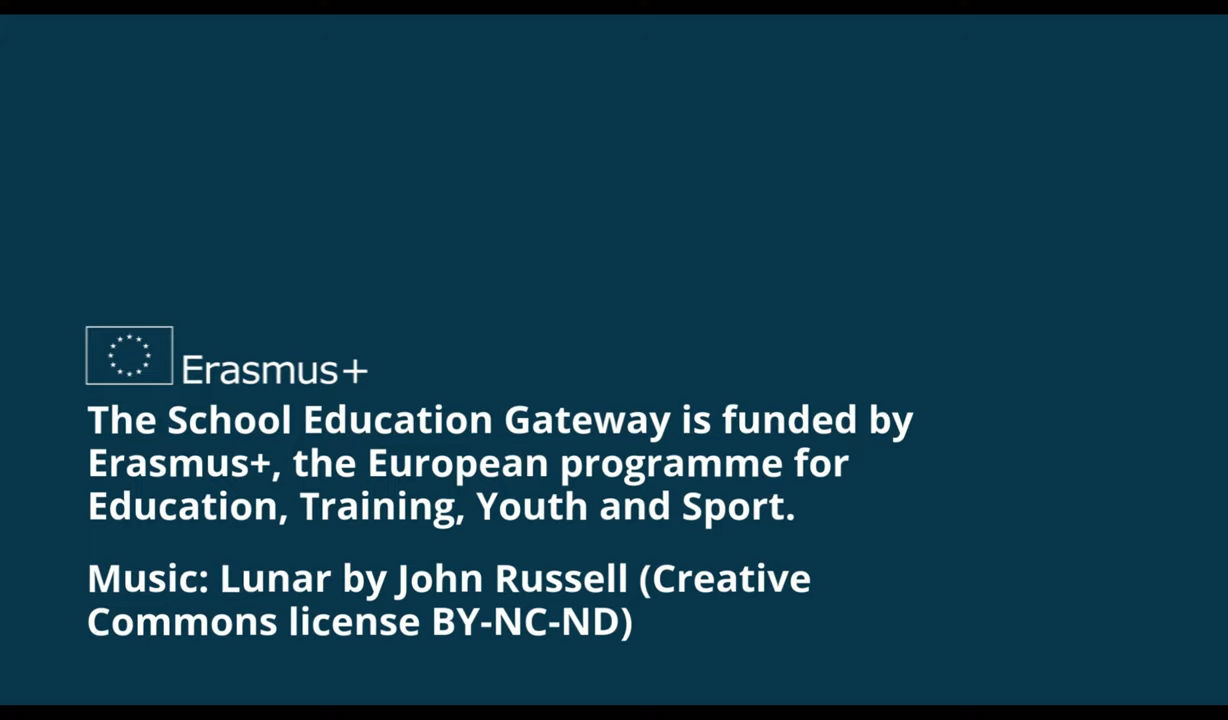 Erasmus+
The School Education Gateway is funded by
Erasmus+, the European programme for
Education, Training, Youth and Sport.
Music: Lunar by John Russell (Creative
Commons license BY-NC-ND)